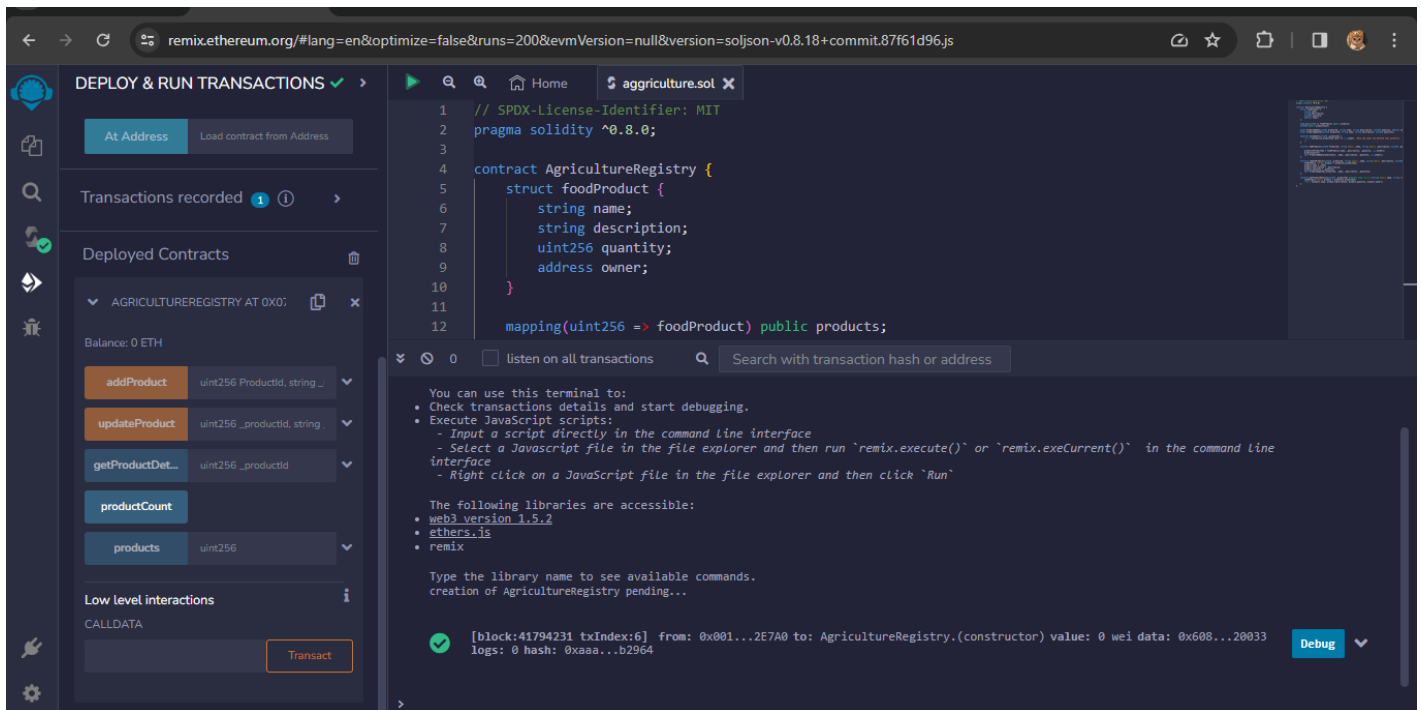 remix.ethereum.org/#lang=en&optimize=false&runs=200&evmVersion=null&version=soljson-v0.8.18+commit.87f61d96.js
DEPLOY & RUN TRANSACTIONS
At Address Load contract from Address
Transactions recorded 1 i
Deployed Contracts
AGRICULTUREREGISTRY AT 0X0
Balance: 0 ETH
addProduct uint256 ProductId, string _
updateProduct uint256 _productId, string
getProductDet... uint256 _productId
productCount
products uint256
Low level interactions i
CALLDATA
Transact
Home aggriculture.sol
1 // SPDX-License-Identifier: MIT
2 pragma solidity ^0.8.0;
3
4 contract AgricultureRegistry {
5 struct foodProduct {
6 string name;
7 string description;
8 uint256 quantity;
9 address owner;
10 }
11
12 mapping(uint256 => foodProduct) public products;
0 listen on all transactions Search with transaction hash or address
You can use this terminal to:
• Check transactions details and start debugging.
• Execute JavaScript scripts:
- Input a script directly in the command line interface
- Select a Javascript file in the file explorer and then run `remix.execute()` or `remix.exeCurrent()` in the command line
interface
- Right click on a JavaScript file in the file explorer and then click `Run`
The following libraries are accessible:
• web3 version 1.5.2
• ethers.js
• remix
Type the library name to see available commands.
creation of AgricultureRegistry pending...
[block:41794231 txIndex:6] from: 0x001...2E7A0 to: AgricultureRegistry.(constructor) value: 0 wei data: 0x608...20033
logs: 0 hash: 0xaaa...b2964
Debug
>